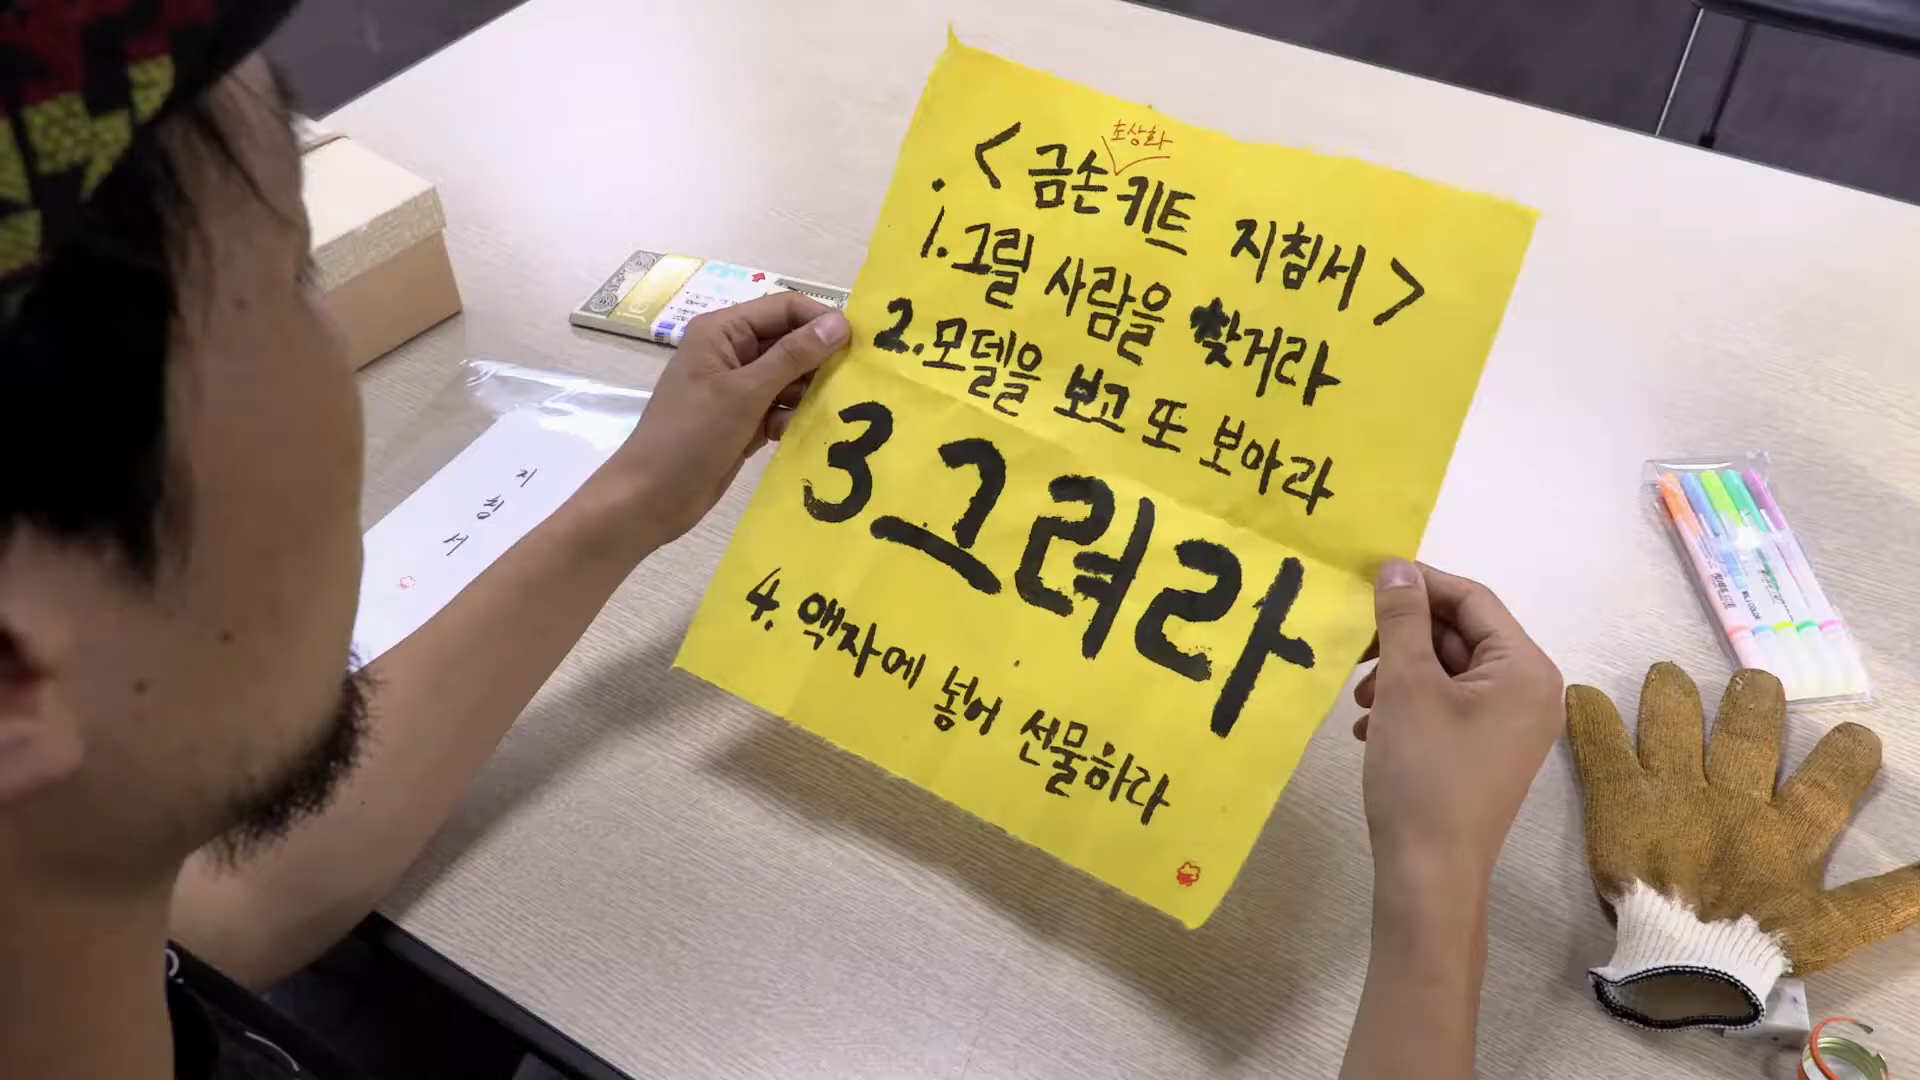 초상화
<금손 키트 지침서>
1. 그릴 사람을 찾거라
2. 모델을 보고 또 보아라
3 그려라
4. 액자에 넣어 선물하라
지침서